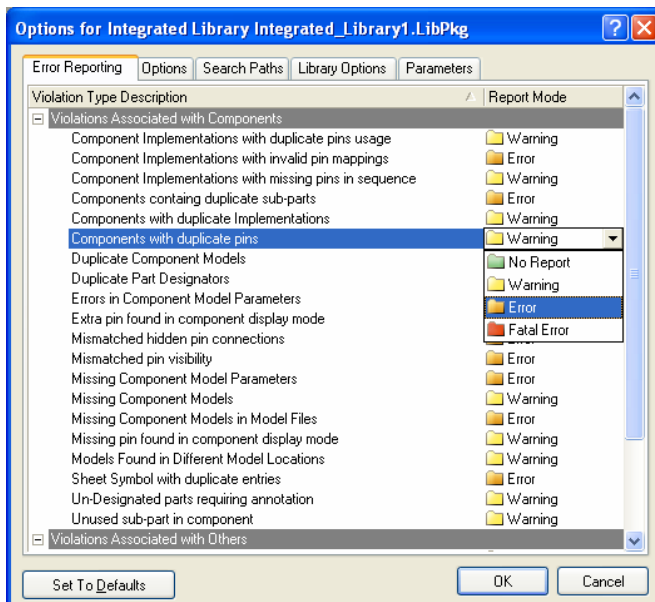 Options for Integrated Library Integrated_Library1.LibPkg
Error Reporting Options Search Paths Library Options Parameters
Violation Type Description Report Mode
Violations Associated with Components
Component Implementations with duplicate pins usage Warning
Component Implementations with invalid pin mappings Error
Component Implementations with missing pins in sequence Warning
Components containg duplicate sub-parts Error
Components with duplicate Implementations Warning
Components with duplicate pins Warning
Duplicate Component Models No Report
Duplicate Part Designators Warning
Errors in Component Model Parameters Error
Extra pin found in component display mode Fatal Error
Mismatched hidden pin connections
Mismatched pin visibility Error
Missing Component Model Parameters Error
Missing Component Models Warning
Missing Component Models in Model Files Error
Missing pin found in component display mode Warning
Models Found in Different Model Locations Warning
Sheet Symbol with duplicate entries Error
Un-Designated parts requiring annotation Warning
Unused sub-part in component Warning
Violations Associated with Others
Set To Defaults OK Cancel